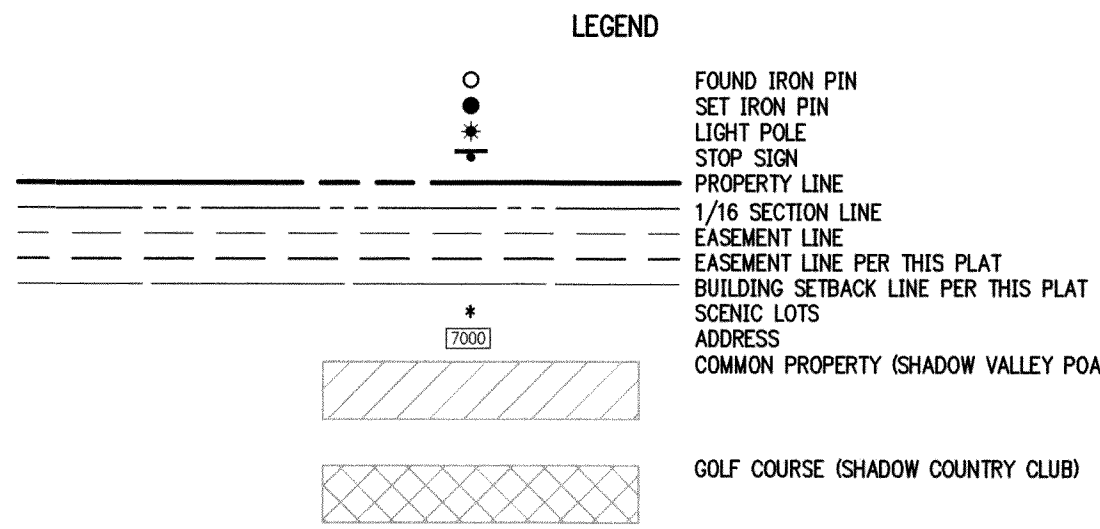 LEGEND
FOUND IRON PIN
SET IRON PIN
LIGHT POLE
STOP SIGN
PROPERTY LINE
1/16 SECTION LINE
EASEMENT LINE
EASEMENT LINE PER THIS PLAT
BUILDING SETBACK LINE PER THIS PLAT
* SCENIC LOTS
7000 ADDRESS
COMMON PROPERTY (SHADOW VALLEY POA
GOLF COURSE (SHADOW COUNTRY CLUB)